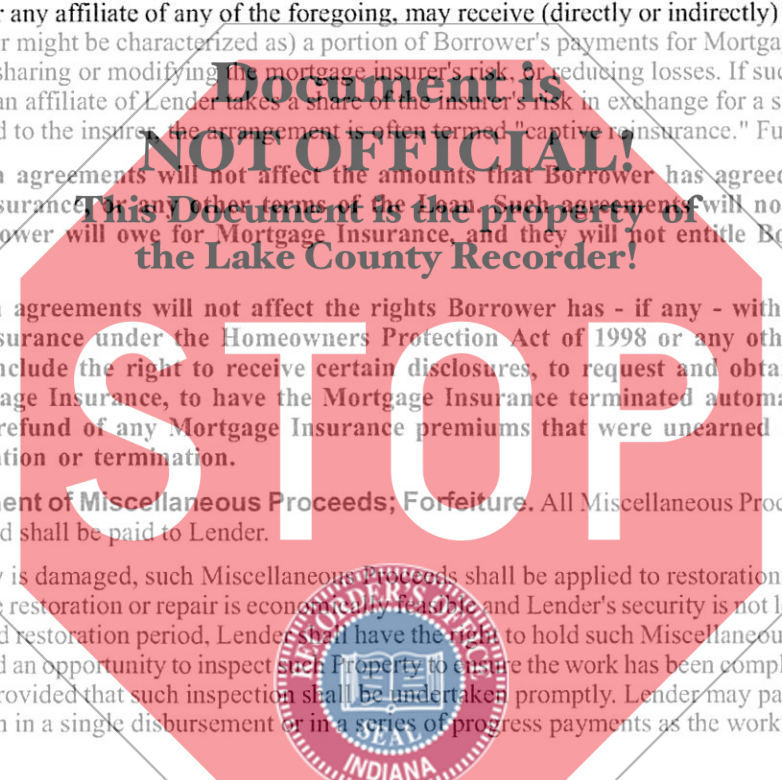 r any affiliate of any of the foregoing, may receive (directly or indirectly)
r might be characterized as) a portion of Borrower's payments for Mortga
sharing or modifying the mortgage insurer's risk, or reducing losses. If suc
an affiliate of Lender takes a share of the insurer's risk in exchange for a s
d to the insurer, the arrangement is often termed "captive reinsurance." Fu
Document is
NOT OFFICIAL!
This Document is the property of
the Lake County Recorder!
agreements will not affect the amounts that Borrower has agreed
surance, or any other terms of the Loan. Such agreements will no
ower will owe for Mortgage Insurance, and they will not entitle Bo
agreements will not affect the rights Borrower has - if any - with
surance under the Homeowners Protection Act of 1998 or any oth
nclude the right to receive certain disclosures, to request and obta
age Insurance, to have the Mortgage Insurance terminated automa
refund of any Mortgage Insurance premiums that were unearned
ation or termination.
STOP
ent of Miscellaneous Proceeds; Forfeiture. All Miscellaneous Proc
d shall be paid to Lender.
y is damaged, such Miscellaneous Proceeds shall be applied to restoration
e restoration or repair is economically feasible and Lender's security is not l
d restoration period, Lender shall have the right to hold such Miscellaneou
d an opportunity to inspect such Property to ensure the work has been compl
rovided that such inspection shall be undertaken promptly. Lender may pa
n in a single disbursement or in a series of progress payments as the work
RECORDER'S OFFICE
SEAL
INDIANA